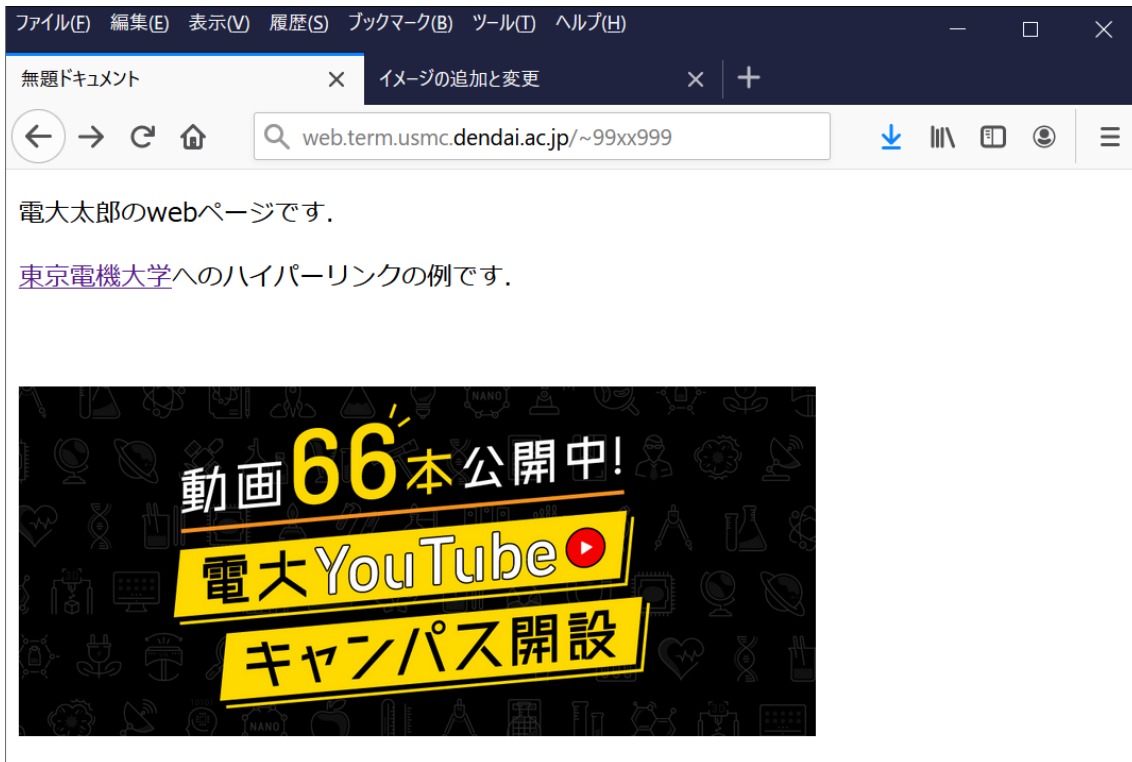 ファイル(F) 編集(E) 表示(V) 履歴(S) ブックマーク(B) ツール(T) ヘルプ(H)
無題ドキュメント イメージの追加と変更
web.term.usmc.dendai.ac.jp/~99xx999
電大太郎のwebページです.
東京電機大学へのハイパーリンクの例です.
NANO
動画66本公開中!
電大YouTube
キャンパス開設
NANO